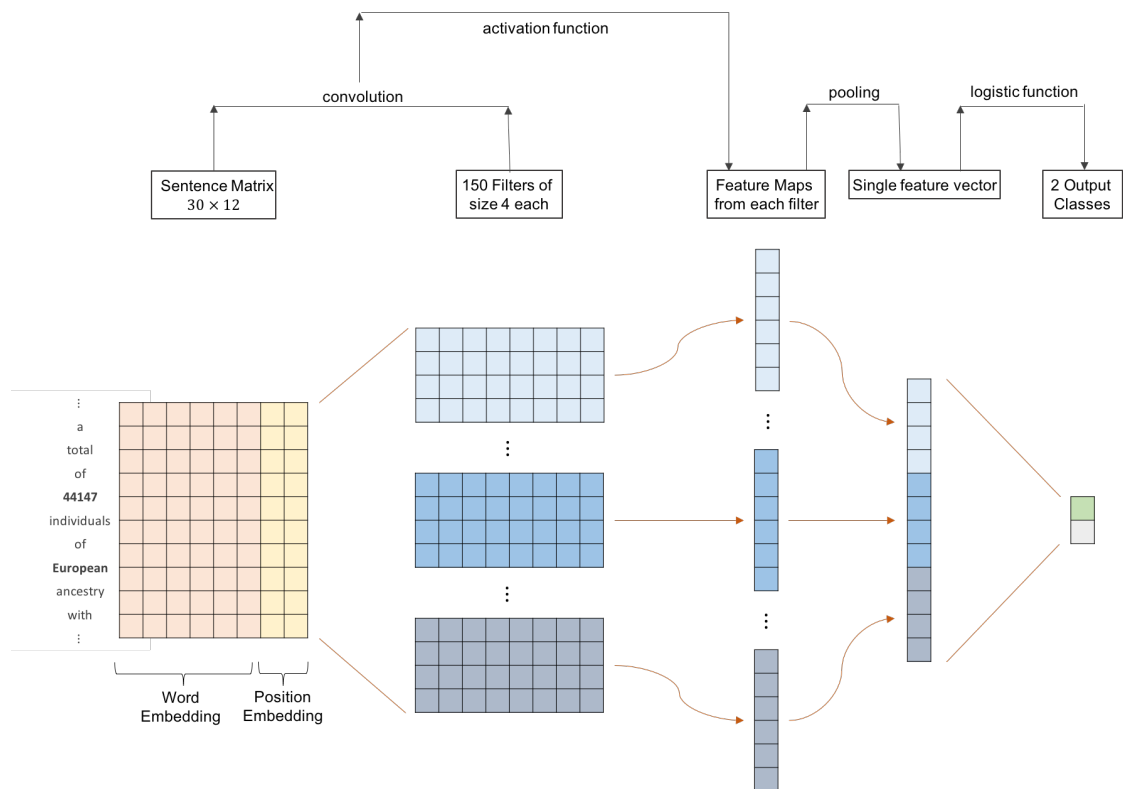 activation function
convolution
pooling
logistic function
Sentence Matrix
30 × 12
150 Filters of
size 4 each
Feature Maps
from each filter
Single feature vector
2 Output
Classes
⋮
a
total
of
44147
individuals
of
European
ancestry
with
⋮
⋮
⋮
...
...
Word
Embedding
Position
Embedding